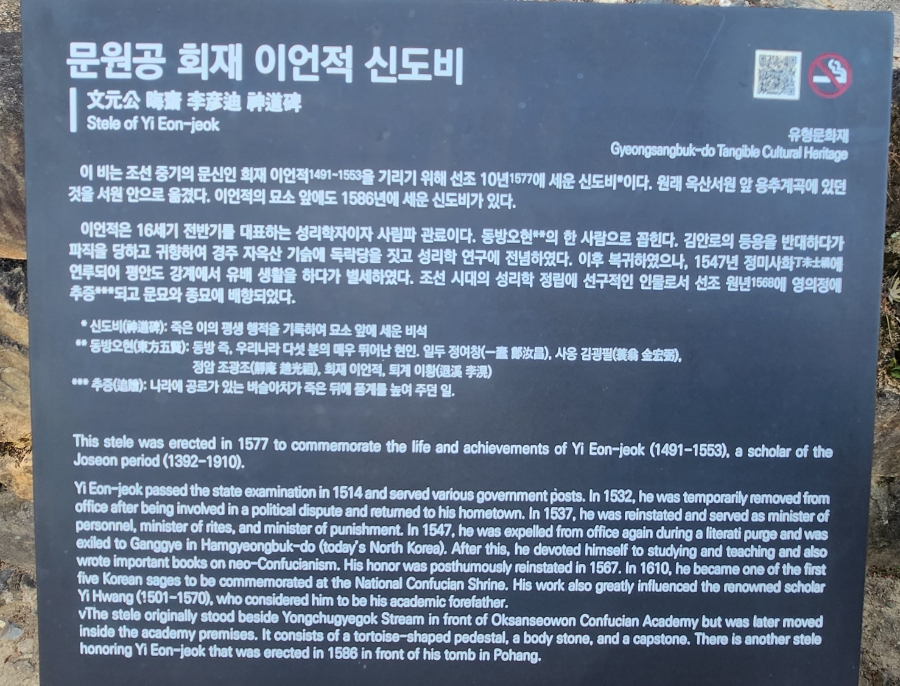 문원공 회재 이언적 신도비
文元公 晦齋 李彦迪 神道碑
Stele of Yi Eon-jeok
유형문화재
Gyeongsangbuk-do Tangible Cultural Heritage
이 비는 조선 중기의 문신인 회재 이언적1491~1553을 기리기 위해 선조 10년1577에 세운 신도비*이다. 원래 옥산서원 앞 용추계곡에 있던
것을 서원 안으로 옮겼다. 이언적의 묘소 앞에도 1586년에 세운 신도비가 있다.
이언적은 16세기 전반기를 대표하는 성리학자이자 사림파 관료이다. 동방오현**의 한 사람으로 꼽힌다. 김안로의 등용을 반대하다가
파직을 당하고 귀향하여 경주 자옥산 기슭에 독락당을 짓고 성리학 연구에 전념하였다. 이후 복귀하였으나, 1547년 정미사화丁未士禍에
연루되어 평안도 강계에서 유배 생활을 하다가 별세하였다. 조선 시대의 성리학 정립에 선구적인 인물로서 선조 원년1568에 영의정에
추증***되고 문묘와 종묘에 배향되었다.
* 신도비(神道碑): 죽은 이의 평생 행적을 기록하여 묘소 앞에 세운 비석
** 동방오현(東方五賢): 동방 즉, 우리나라 다섯 분의 매우 뛰어난 현인. 일두 정여창(一蠹 鄭汝昌), 사옹 김굉필(蓑翁 金宏弼),
정암 조광조(靜庵 趙光祖), 회재 이언적, 퇴계 이황(退溪 李滉)
*** 추증(追贈): 나라에 공로가 있는 벼슬아치가 죽은 뒤에 품계를 높여 주던 일.
This stele was erected in 1577 to commemorate the life and achievements of Yi Eon-jeok (1491-1553), a scholar of the
Joseon period (1392-1910).
Yi Eon-jeok passed the state examination in 1514 and served various government posts. In 1532, he was temporarily removed from
office after being involved in a political dispute and returned to his hometown. In 1537, he was reinstated and served as minister of
personnel, minister of rites, and minister of punishment. In 1547, he was expelled from office again during a literati purge and was
exiled to Ganggye in Hamgyeongbuk-do (today's North Korea). After this, he devoted himself to studying and teaching and also
wrote important books on neo-Confucianism. His honor was posthumously reinstated in 1567. In 1610, he became one of the first
five Korean sages to be commemorated at the National Confucian Shrine. His work also greatly influenced the renowned scholar
Yi Hwang (1501-1570), who considered him to be his academic forefather.
vThe stele originally stood beside Yongchugyegok Stream in front of Oksanseowon Confucian Academy but was later moved
inside the academy premises. It consists of a tortoise-shaped pedestal, a body stone, and a capstone. There is another stele
honoring Yi Eon-jeok that was erected in 1586 in front of his tomb in Pohang.